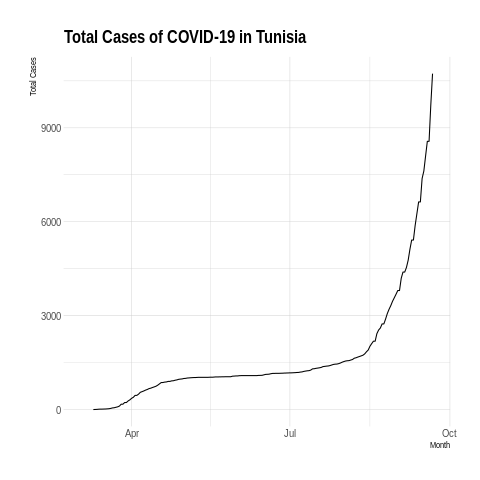 Total Cases of COVID-19 in Tunisia
Total Cases
9000
6000
3000
0
Apr
Jul
Oct
Month